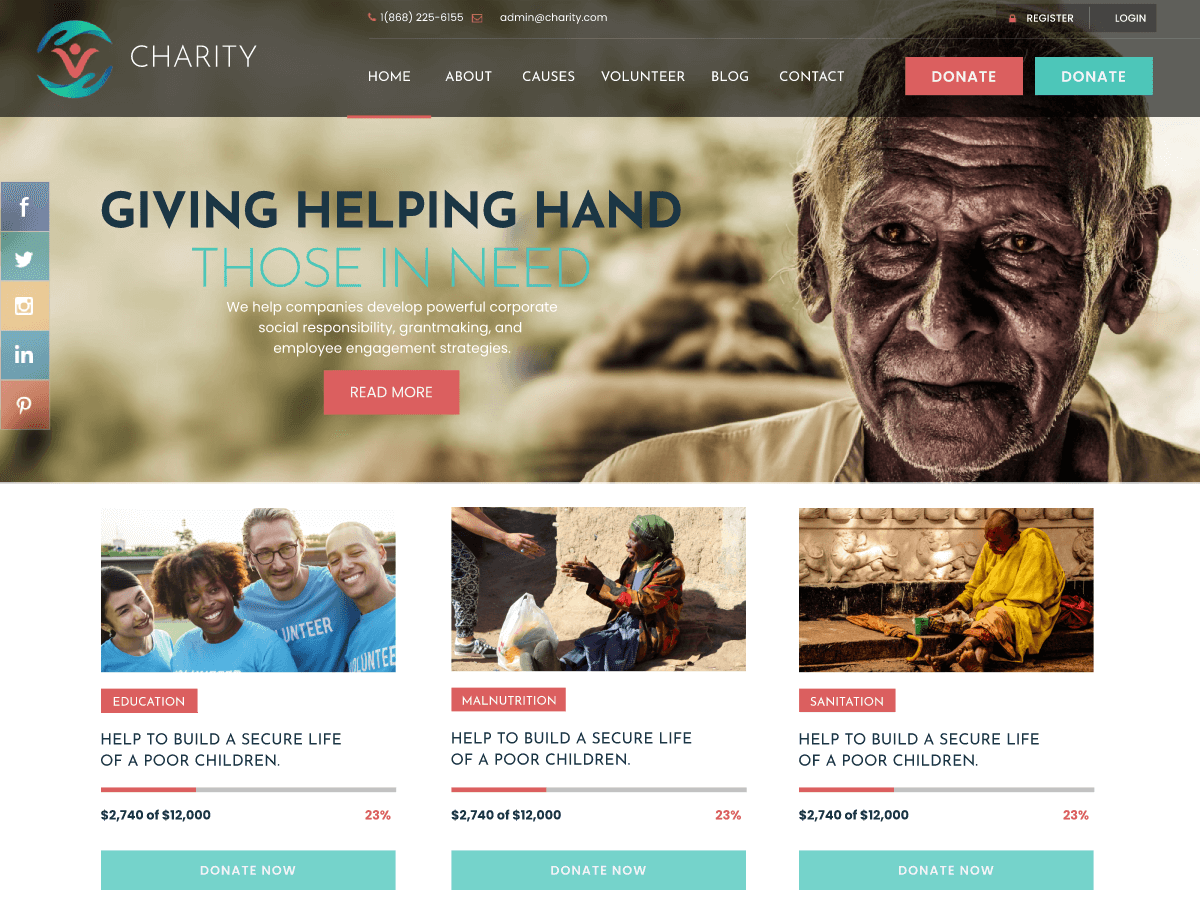 1(868) 225-6155 admin@charity.com REGISTER LOGIN
CHARITY
HOME ABOUT CAUSES VOLUNTEER BLOG CONTACT DONATE DONATE
GIVING HELPING HAND
THOSE IN NEED
We help companies develop powerful corporate
social responsibility, grantmaking, and
employee engagement strategies.
READ MORE
f
in
VOLUNTEER
EDUCATION
HELP TO BUILD A SECURE LIFE
OF A POOR CHILDREN.
$2,740 of $12,000 23%
DONATE NOW
MALNUTRITION
HELP TO BUILD A SECURE LIFE
OF A POOR CHILDREN.
$2,740 of $12,000 23%
DONATE NOW
SANITATION
HELP TO BUILD A SECURE LIFE
OF A POOR CHILDREN.
$2,740 of $12,000 23%
DONATE NOW